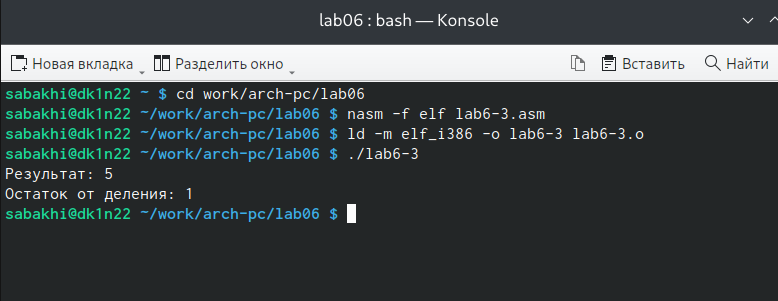 lab06 : bash — Konsole
Новая вкладка Разделить окно Вставить Найти
sabakhi@dk1n22 ~ $ cd work/arch-pc/lab06
sabakhi@dk1n22 ~/work/arch-pc/lab06 $ nasm -f elf lab6-3.asm
sabakhi@dk1n22 ~/work/arch-pc/lab06 $ ld -m elf_i386 -o lab6-3 lab6-3.o
sabakhi@dk1n22 ~/work/arch-pc/lab06 $ ./lab6-3
Результат: 5
Остаток от деления: 1
sabakhi@dk1n22 ~/work/arch-pc/lab06 $